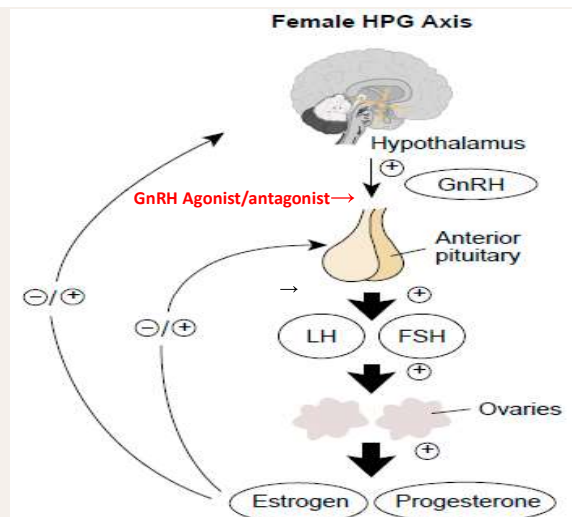 Female HPG Axis
Hypothalamus
+
GnRH
GnRH Agonist/antagonist→
Anterior
pituitary
→
+
−/+
−/+
LH
FSH
+
Ovaries
+
Estrogen
Progesterone